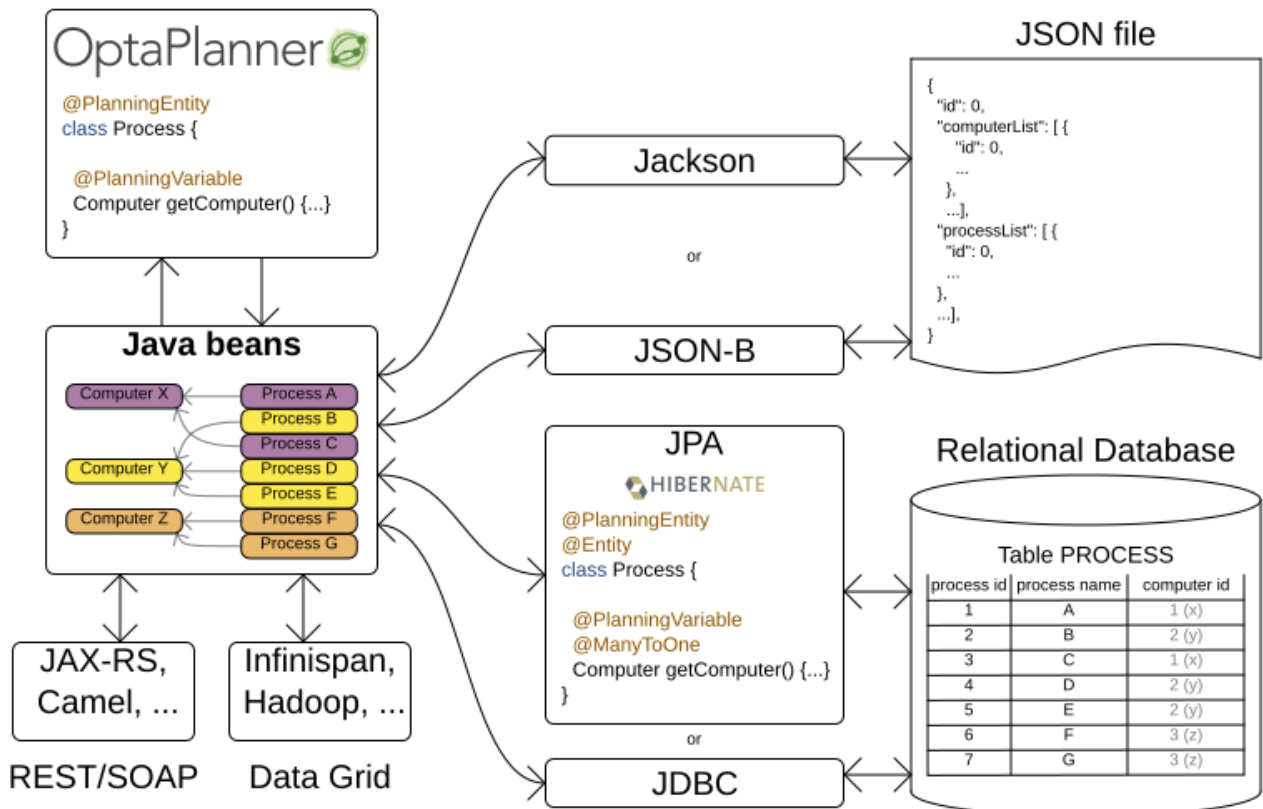 OptaPlanner
@PlanningEntity
class Process {
@PlanningVariable
Computer getComputer() {...}
}
Java beans
Computer X
Process A
Process B
Process C
Computer Y
Process D
Process E
Computer Z
Process F
Process G
JAX-RS,
Camel, ...
REST/SOAP
Infinispan,
Hadoop, ...
Data Grid
Jackson
or
JSON-B
JPA
HIBERNATE
@PlanningEntity
@Entity
class Process {
@PlanningVariable
@ManyToOne
Computer getComputer() {...}
}
or
JDBC
JSON file
{
"id": 0,
"computerList": [ {
"id": 0,
...
},
...],
"processList": [ {
"id": 0,
...
},
...],
}
Relational Database
Table PROCESS
process id process name computer id
1 A 1 (x)
2 B 2 (y)
3 C 1 (x)
4 D 2 (y)
5 E 2 (y)
6 F 3 (z)
7 G 3 (z)